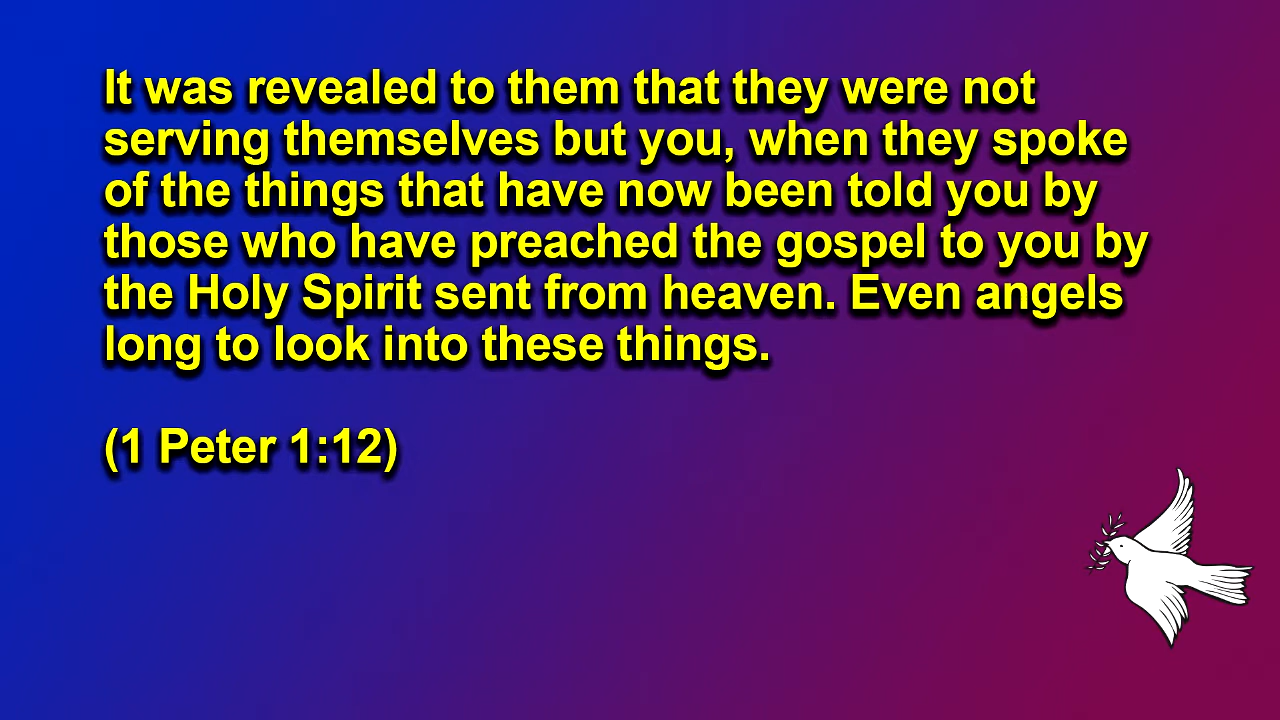 It was revealed to them that they were not
serving themselves but you, when they spoke
of the things that have now been told you by
those who have preached the gospel to you by
the Holy Spirit sent from heaven. Even angels
long to look into these things.
(1 Peter 1:12)